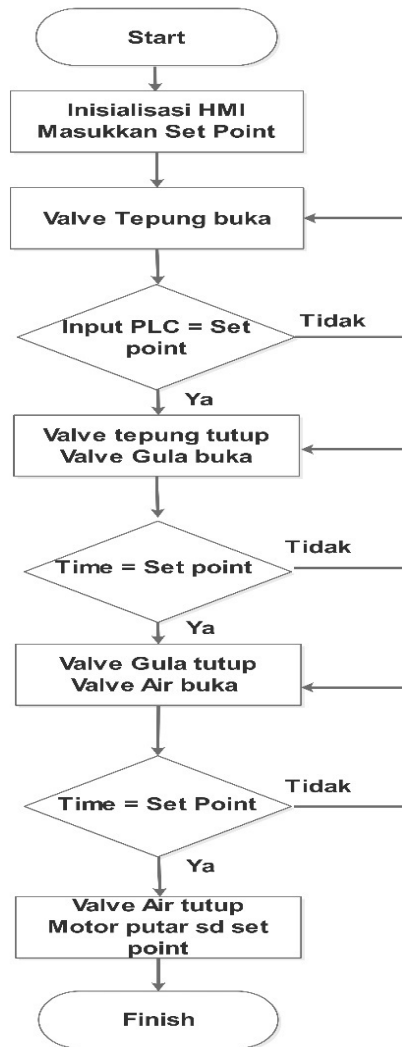 Start
Inisialisasi HMI
Masukkan Set Point
Valve Tepung buka
Input PLC = Set
point
Tidak
Ya
Valve tepung tutup
Valve Gula buka
Time = Set point
Tidak
Ya
Valve Gula tutup
Valve Air buka
Time = Set Point
Tidak
Ya
Valve Air tutup
Motor putar sd set
point
Finish